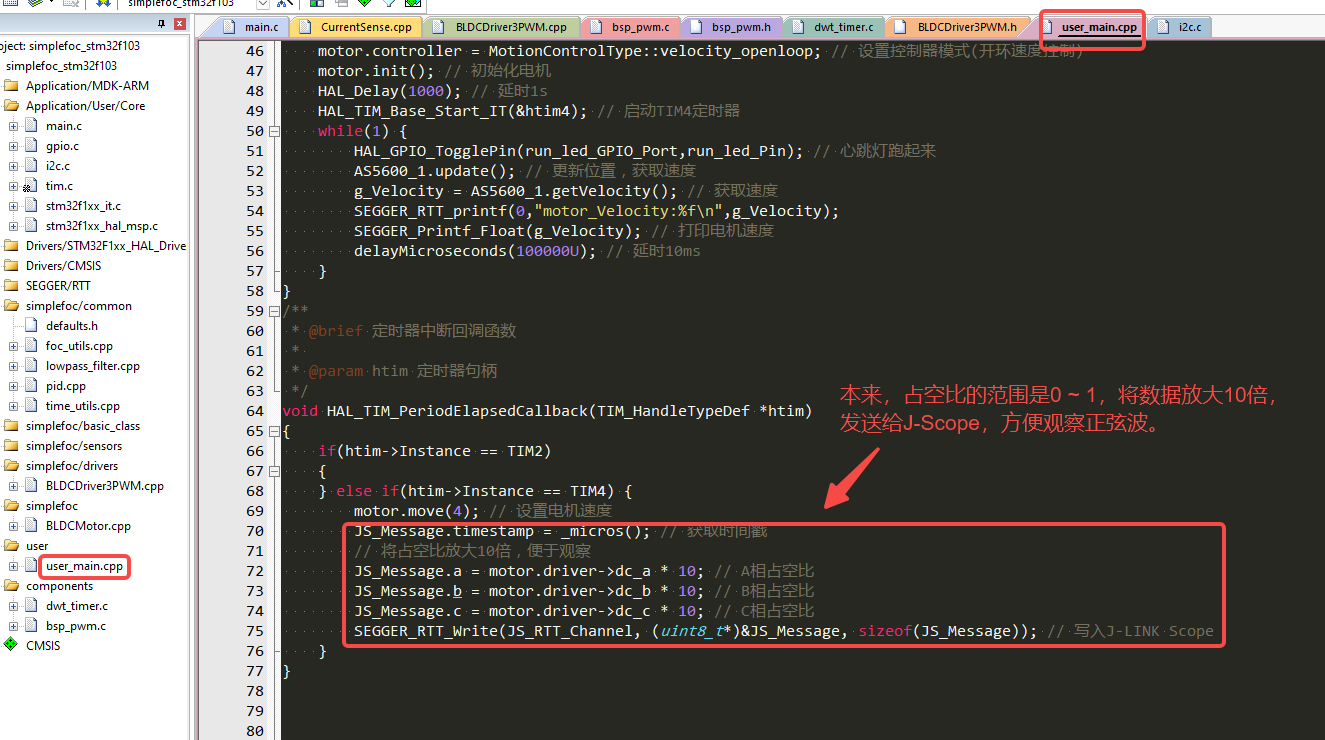 simplefoc_stm32f103
main.c
CurrentSense.cpp
BLDCDriver3PWM.cpp
bsp_pwm.c
bsp_pwm.h
dwt_timer.c
BLDCDriver3PWM.h
user_main.cpp
i2c.c
oject: simplefoc_stm32f103
simplefoc_stm32f103
Application/MDK-ARM
Application/User/Core
main.c
gpio.c
i2c.c
tim.c
stm32f1xx_it.c
stm32f1xx_hal_msp.c
Drivers/STM32F1xx_HAL_Drive
Drivers/CMSIS
SEGGER/RTT
simplefoc/common
defaults.h
foc_utils.cpp
lowpass_filter.cpp
pid.cpp
time_utils.cpp
simplefoc/basic_class
simplefoc/sensors
simplefoc/drivers
BLDCDriver3PWM.cpp
simplefoc
BLDCMotor.cpp
user
user_main.cpp
components
dwt_timer.c
bsp_pwm.c
CMSIS
46 motor.controller = MotionControlType::velocity_openloop; // 设置控制器模式(开环速度控制)
47 motor.init(); // 初始化电机
48 HAL_Delay(1000); // 延时1s
49 HAL_TIM_Base_Start_IT(&htim4); // 启动TIM4定时器
50 while(1) {
51 HAL_GPIO_TogglePin(run_led_GPIO_Port,run_led_Pin); // 心跳灯跑起来
52 AS5600_1.update(); // 更新位置，获取速度
53 g_Velocity = AS5600_1.getVelocity(); // 获取速度
54 SEGGER_RTT_printf(0,"motor_Velocity:%f\n",g_Velocity);
55 SEGGER_Printf_Float(g_Velocity); // 打印电机速度
56 delayMicroseconds(100000U); // 延时10ms
57 }
58 }
59 /**
60 * @brief 定时器中断回调函数
61 *
62 * @param htim 定时器句柄
63 */
64 void HAL_TIM_PeriodElapsedCallback(TIM_HandleTypeDef *htim)
65 {
66 if(htim->Instance == TIM2)
67 {
68 } else if(htim->Instance == TIM4) {
69 motor.move(4); // 设置电机速度
70 JS_Message.timestamp = _micros(); // 获取时间戳
71 // 将占空比放大10倍，便于观察
72 JS_Message.a = motor.driver->dc_a * 10; // A相占空比
73 JS_Message.b = motor.driver->dc_b * 10; // B相占空比
74 JS_Message.c = motor.driver->dc_c * 10; // C相占空比
75 SEGGER_RTT_Write(JS_RTT_Channel, (uint8_t*)&JS_Message, sizeof(JS_Message)); // 写入J-LINK Scope
76 }
77 }
78
79
80
本来，占空比的范围是0 ~ 1，将数据放大10倍，
发送给J-Scope，方便观察正弦波。